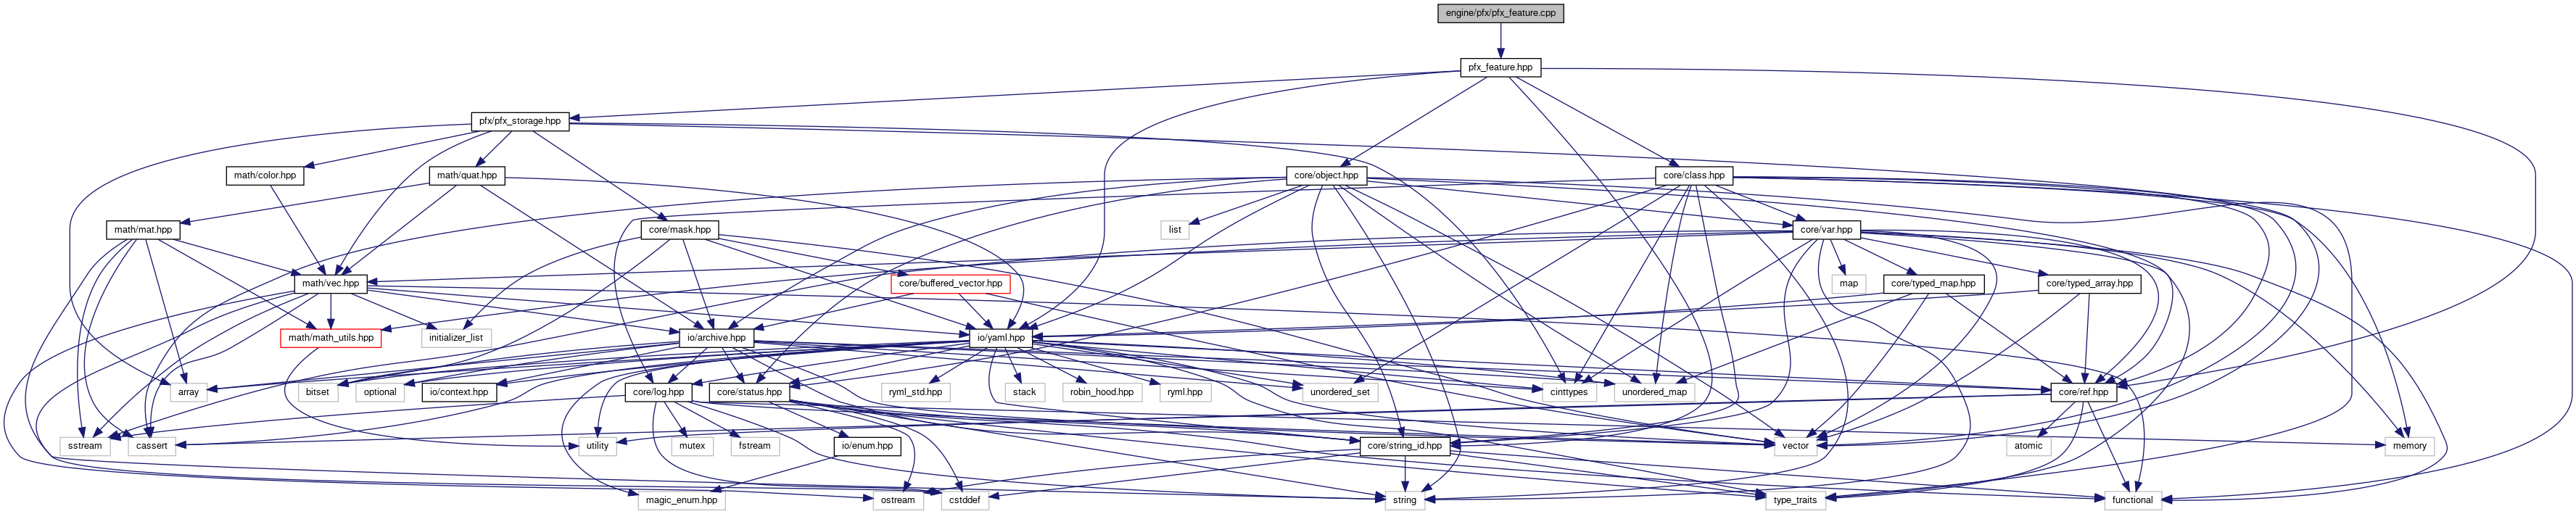 engine/pfx/pfx_feature.cpp
pfx_feature.hpp
pfx/pfx_storage.hpp
math/color.hpp
math/quat.hpp
core/object.hpp
core/class.hpp
math/mat.hpp
core/mask.hpp
list
core/var.hpp
math/vec.hpp
core/buffered_vector.hpp
map
core/typed_map.hpp
core/typed_array.hpp
math/math_utils.hpp
initializer_list
io/archive.hpp
io/yaml.hpp
array
bitset
optional
io/context.hpp
core/log.hpp
core/status.hpp
ryml_std.hpp
stack
robin_hood.hpp
ryml.hpp
unordered_set
cinttypes
unordered_map
core/ref.hpp
sstream
cassert
utility
mutex
fstream
io/enum.hpp
core/string_id.hpp
vector
atomic
memory
magic_enum.hpp
ostream
cstddef
string
type_traits
functional